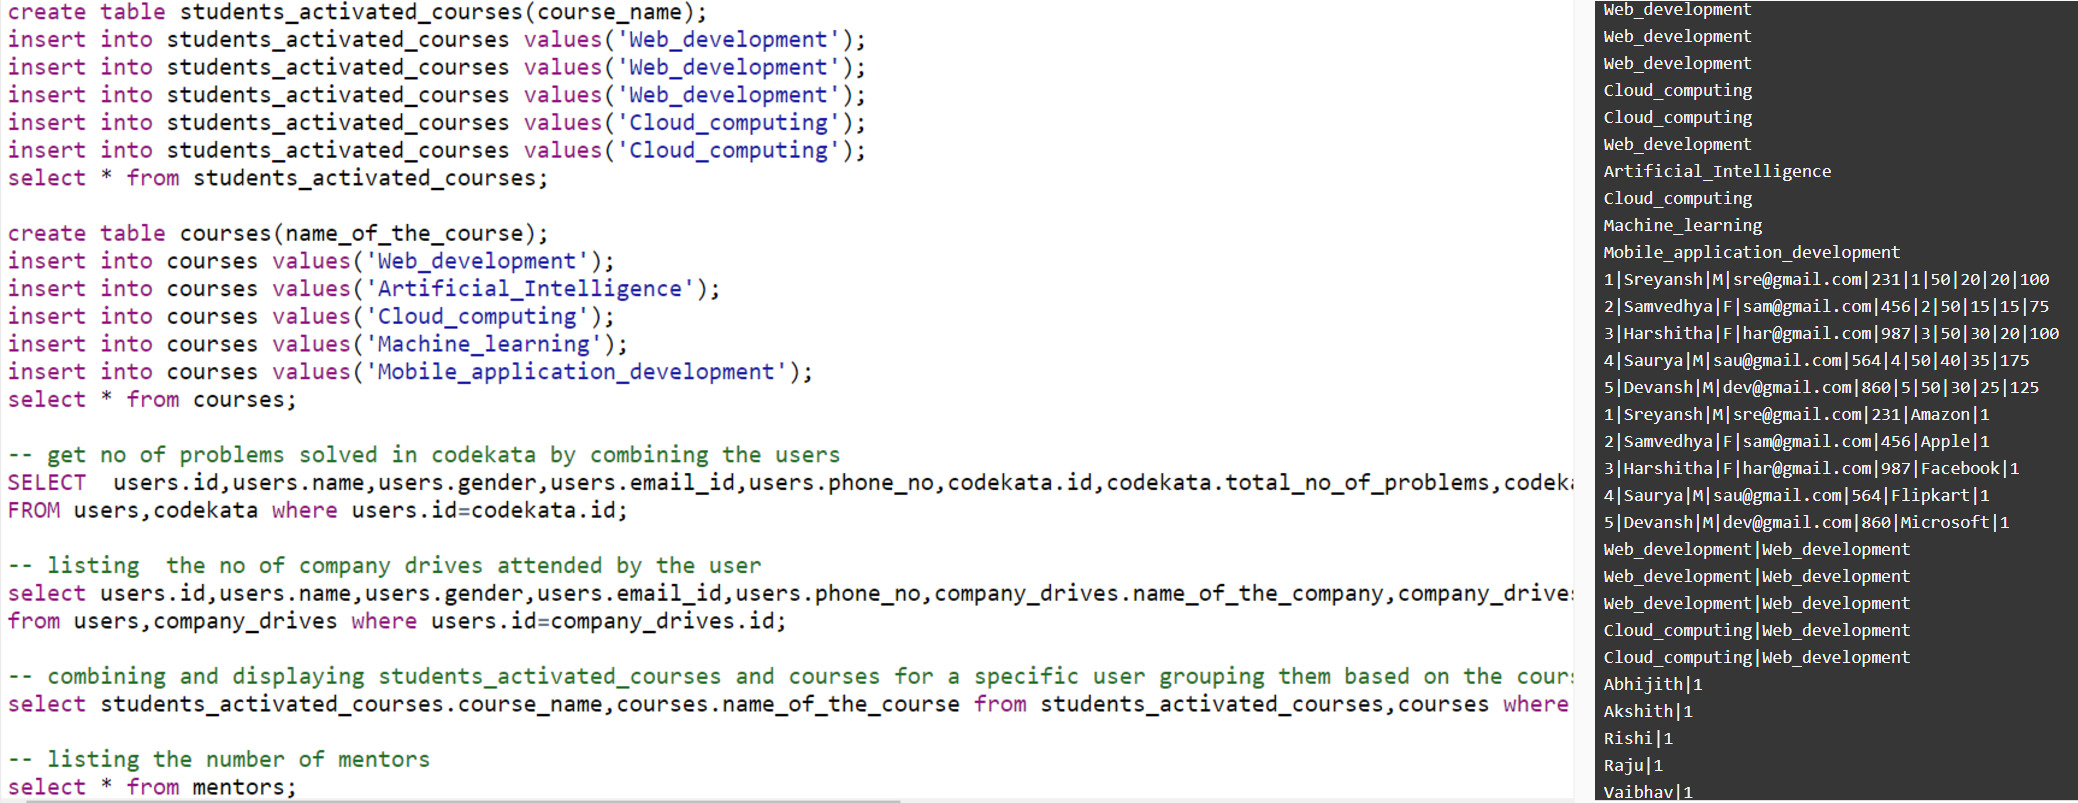 create table students_activated_courses(course_name);
insert into students_activated_courses values('Web_development');
insert into students_activated_courses values('Web_development');
insert into students_activated_courses values('Web_development');
insert into students_activated_courses values('Cloud_computing');
insert into students_activated_courses values('Cloud_computing');
select * from students_activated_courses;
create table courses(name_of_the_course);
insert into courses values('Web_development');
insert into courses values('Artificial_Intelligence');
insert into courses values('Cloud_computing');
insert into courses values('Machine_learning');
insert into courses values('Mobile_application_development');
select * from courses;
-- get no of problems solved in codekata by combining the users
SELECT  users.id,users.name,users.gender,users.email_id,users.phone_no,codekata.id,codekata.total_no_of_problems,codeka
FROM users,codekata where users.id=codekata.id;
-- listing  the no of company drives attended by the user
select users.id,users.name,users.gender,users.email_id,users.phone_no,company_drives.name_of_the_company,company_drives
from users,company_drives where users.id=company_drives.id;
-- combining and displaying students_activated_courses and courses for a specific user grouping them based on the cours
select students_activated_courses.course_name,courses.name_of_the_course from students_activated_courses,courses where
-- listing the number of mentors
select * from mentors;
Web_development
Web_development
Web_development
Cloud_computing
Cloud_computing
Web_development
Artificial_Intelligence
Cloud_computing
Machine_learning
Mobile_application_development
1|Sreyansh|M|sre@gmail.com|231|1|50|20|20|100
2|Samvedhya|F|sam@gmail.com|456|2|50|15|15|75
3|Harshitha|F|har@gmail.com|987|3|50|30|20|100
4|Saurya|M|sau@gmail.com|564|4|50|40|35|175
5|Devansh|M|dev@gmail.com|860|5|50|30|25|125
1|Sreyansh|M|sre@gmail.com|231|Amazon|1
2|Samvedhya|F|sam@gmail.com|456|Apple|1
3|Harshitha|F|har@gmail.com|987|Facebook|1
4|Saurya|M|sau@gmail.com|564|Flipkart|1
5|Devansh|M|dev@gmail.com|860|Microsoft|1
Web_development|Web_development
Web_development|Web_development
Web_development|Web_development
Cloud_computing|Web_development
Cloud_computing|Web_development
Abhijith|1
Akshith|1
Rishi|1
Raju|1
Vaibhav|1